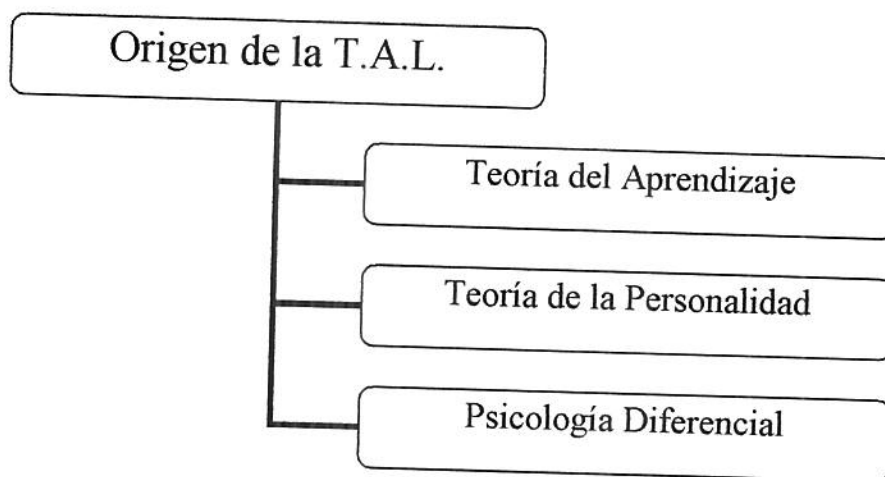 Origen de la T.A.L.
Teoría del Aprendizaje
Teoría de la Personalidad
Psicología Diferencial